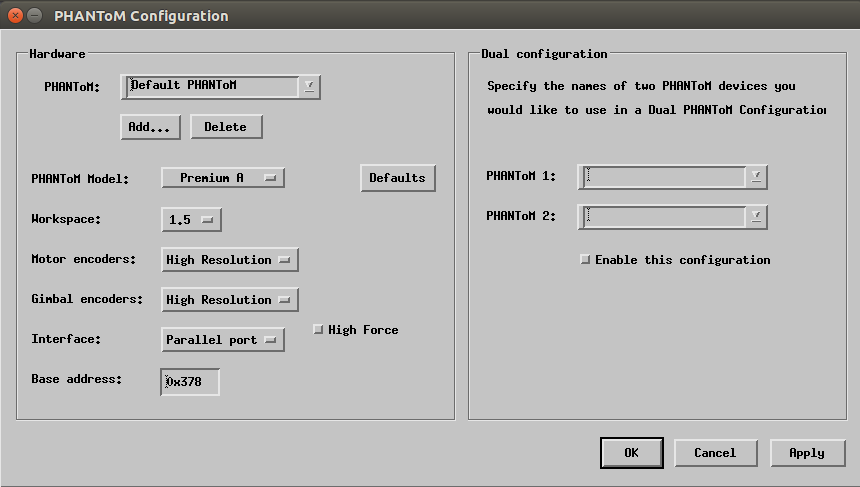 PHANToM Configuration
Hardware
PHANToM: Default PHANToM
Add... Delete
PHANToM Model: Premium A Defaults
Workspace: 1.5
Motor encoders: High Resolution
Gimbal encoders: High Resolution
Interface: Parallel port High Force
Base address: 0x378
Dual configuration
Specify the names of two PHANToM devices you
would like to use in a Dual PHANToM Configuration
PHANToM 1:
PHANToM 2:
Enable this configuration
OK Cancel Apply